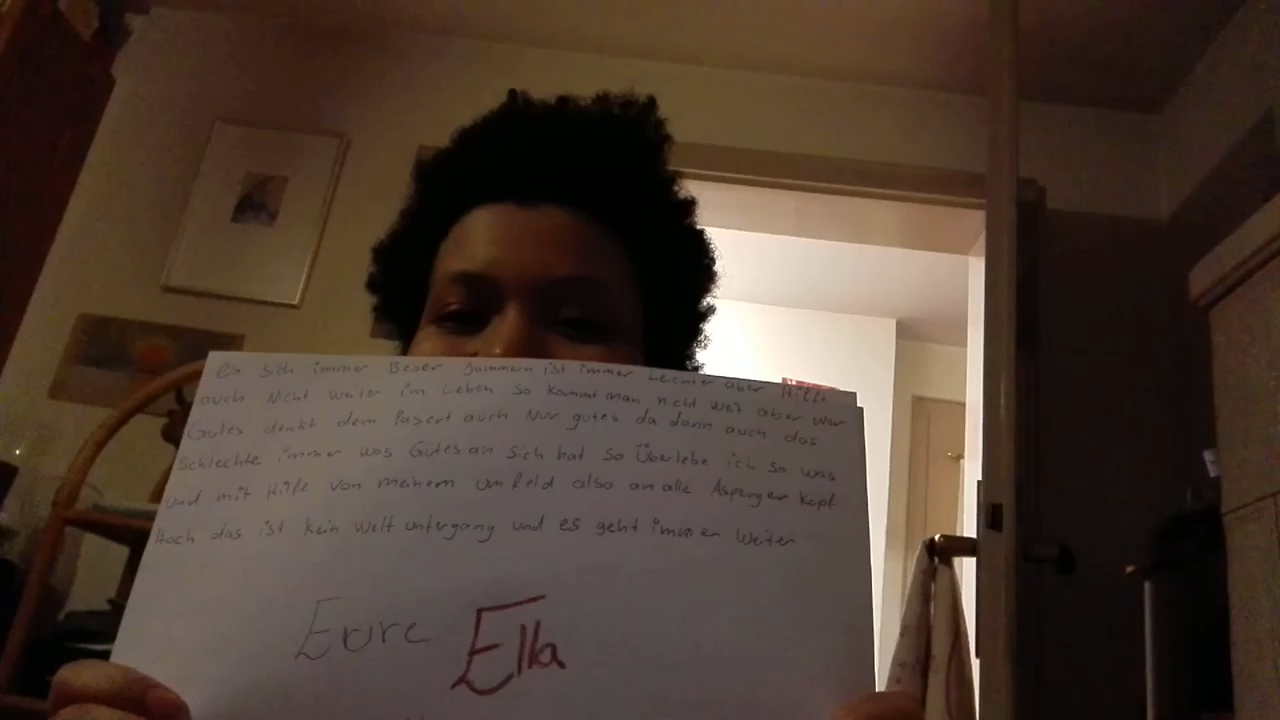 es sich immer Beser Jammern ist immer Leichter aber Hilft
auch Nicht weiter im Leben so kommt man nicht weit aber wer
Gutes denkt dem Pasert auch Nur gutes da dann auch das
schlechte immer was Gutes an sich hat so Überlebe ich so was
und mit Hilfe von meinem umfeld also an alle Asperger Kopf
Hoch das ist kein Welt untergang und es geht immer Weiter
Eure Ella